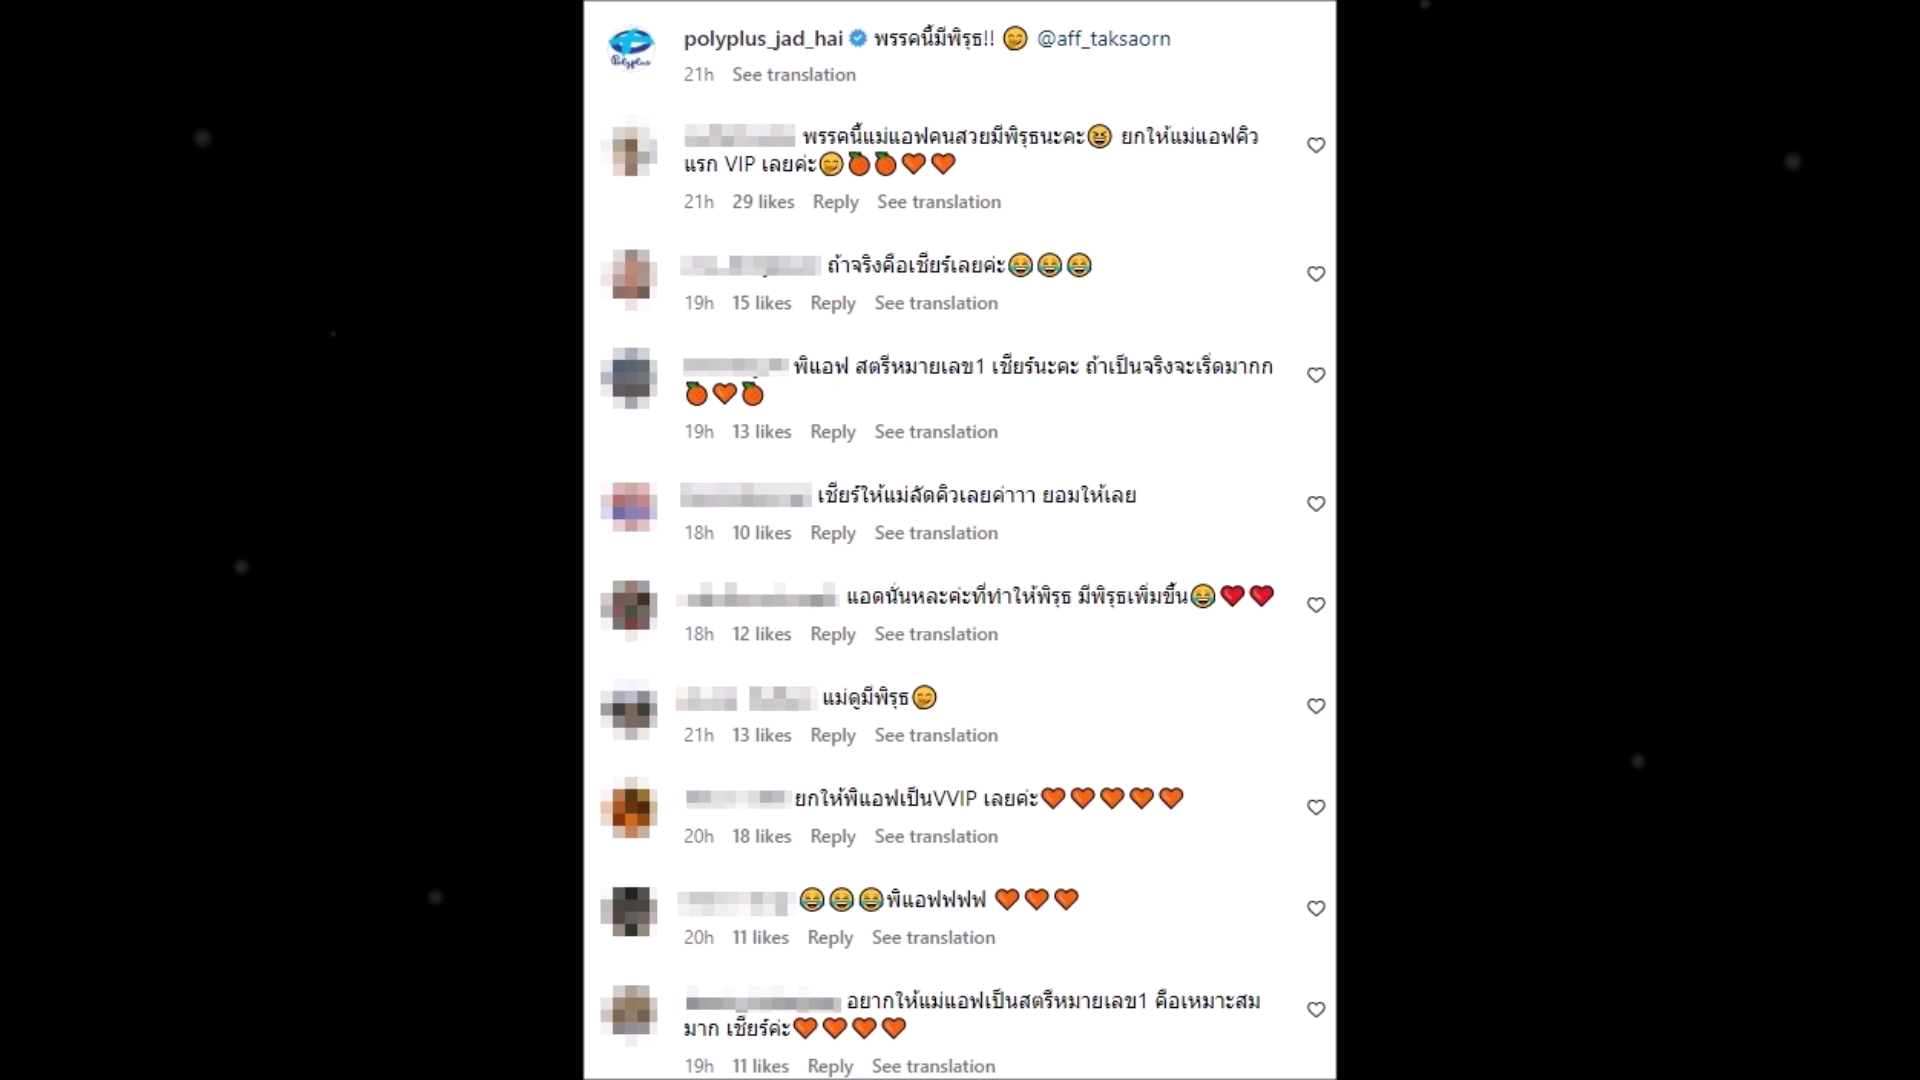 polyplus_jad_hai พรรคนี้มีพิรุธ!! 🤭 @aff_taksaorn
Polyplus
21h See translation
พรรคนี้แม่แอฟคนสวยมีพิรุธนะคะ😆 ยกให้แม่แอฟคิว
แรก VIP เลยค่ะ🤭🍊🍊🧡🧡
21h 29 likes Reply See translation
ถ้าจริงคือเชียร์เลยค่ะ😂😂😂
19h 15 likes Reply See translation
พี่แอฟ สตรีหมายเลข1 เชียร์นะคะ ถ้าเป็นจริงจะเริ่ดมากก
🍊🧡🍊
19h 13 likes Reply See translation
เชียร์ให้แม่ลัดคิวเลยค่าาา ยอมให้เลย
18h 10 likes Reply See translation
แอดนั่นหละค่ะที่ทำให้พิรุธ มีพิรุธเพิ่มขึ้น😂❤️❤️
18h 12 likes Reply See translation
แม่ดูมีพิรุธ🤭
21h 13 likes Reply See translation
ยกให้พี่แอฟเป็นVVIP เลยค่ะ🧡🧡🧡🧡🧡
20h 18 likes Reply See translation
😂😂😂พี่แอฟฟฟฟ 🧡🧡🧡
20h 11 likes Reply See translation
อยากให้แม่แอฟเป็นสตรีหมายเลข1 คือเหมาะสม
มาก เชียร์ค่ะ🧡🧡🧡🧡
19h 11 likes Reply See translation